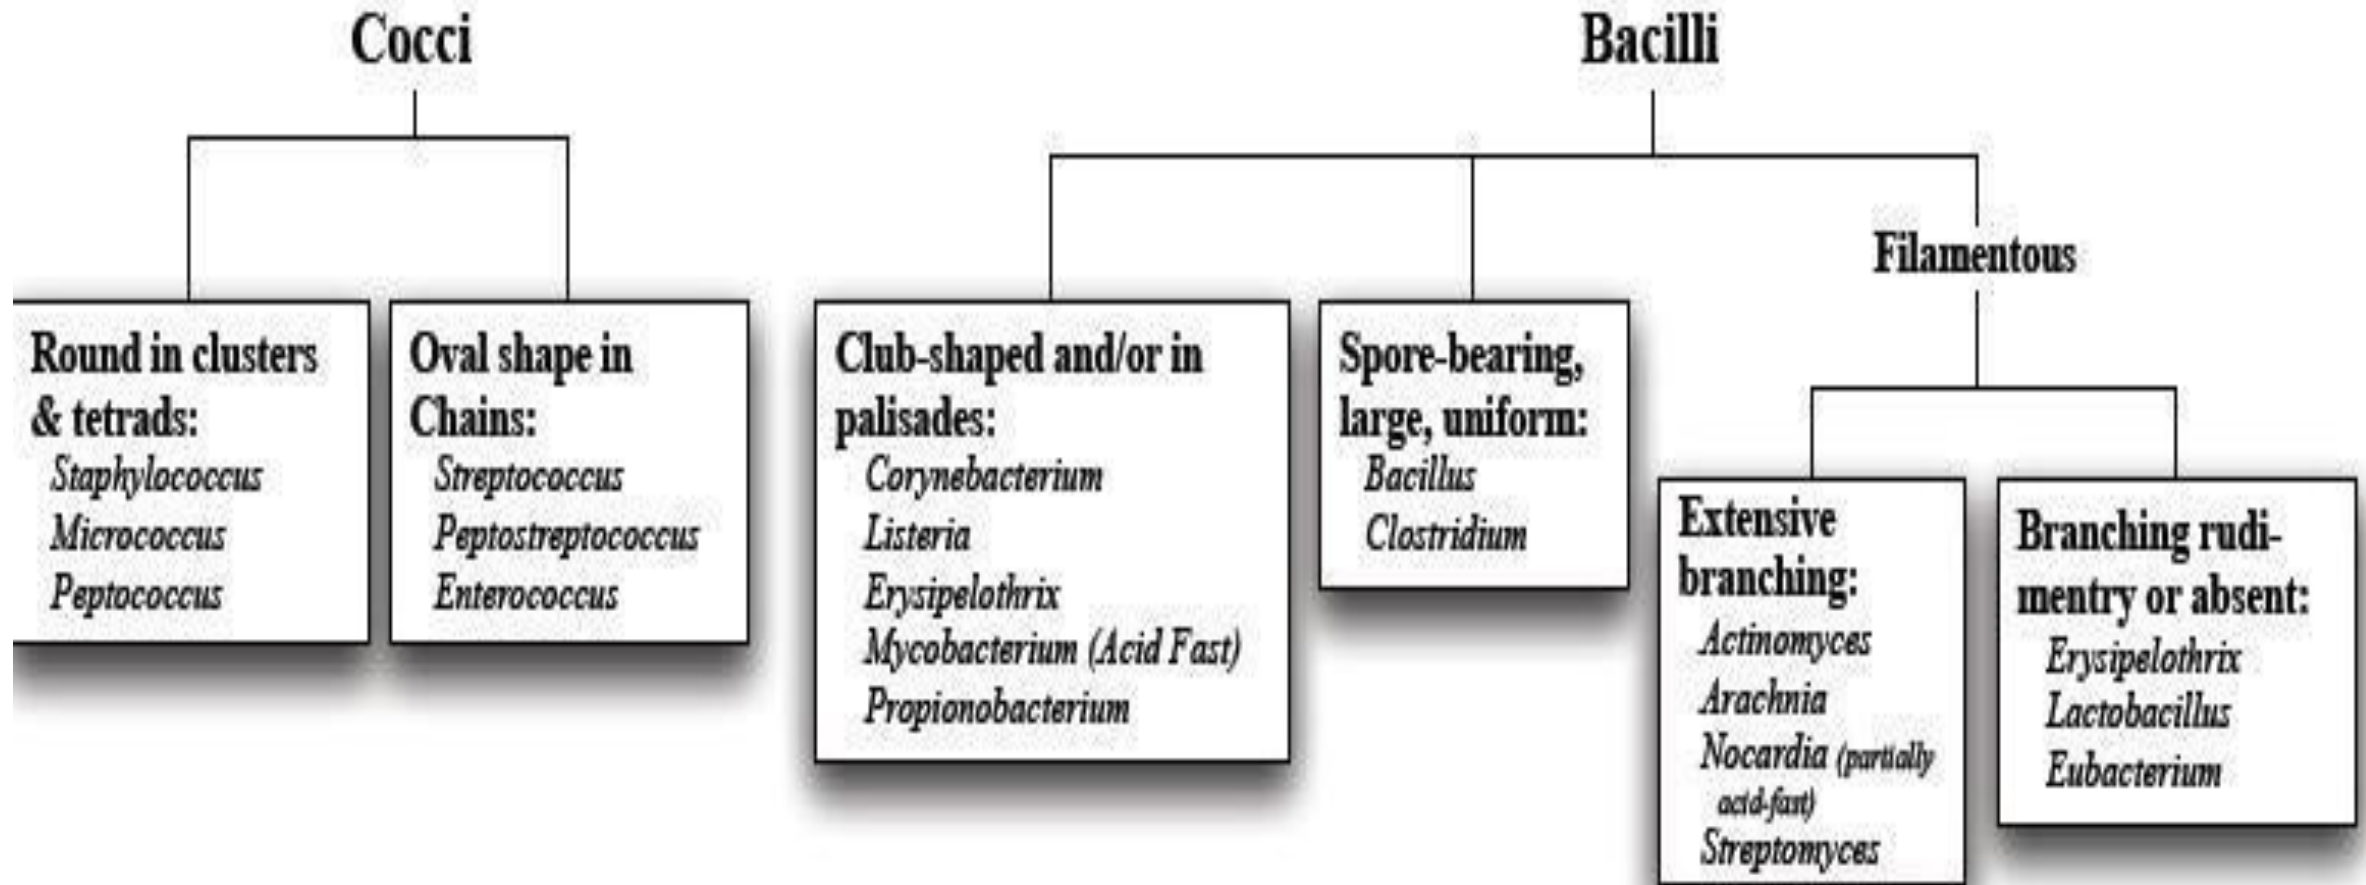 Cocci
Round in clusters
& tetrads:
Staphylococcus
Micrococcus
Peptococcus
Oval shape in
Chains:
Streptococcus
Peptostreptococcus
Enterococcus
Bacilli
Club-shaped and/or in
palisades:
Corynebacterium
Listeria
Erysipelothrix
Mycobacterium (Acid Fast)
Propionobacterium
Spore-bearing,
large, uniform:
Bacillus
Clostridium
Filamentous
Extensive
branching:
Actinomyces
Arachnia
Nocardia (partially
acid-fast)
Streptomyces
Branching rudi-
mentry or absent:
Erysipelothrix
Lactobacillus
Eubacterium